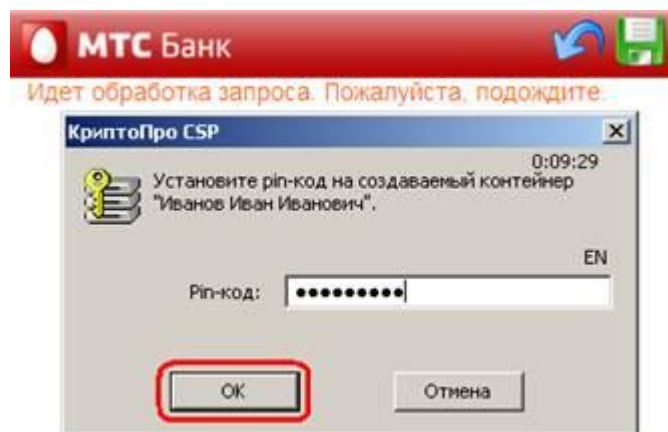 МТС Банк
Идет обработка запроса. Пожалуйста, подождите.
КриптоПро CSP
0:09:29
Установите pin-код на создаваемый контейнер
"Иванов Иван Иванович".
EN
Pin-код: ●●●●●●●●●
OK
Отмена